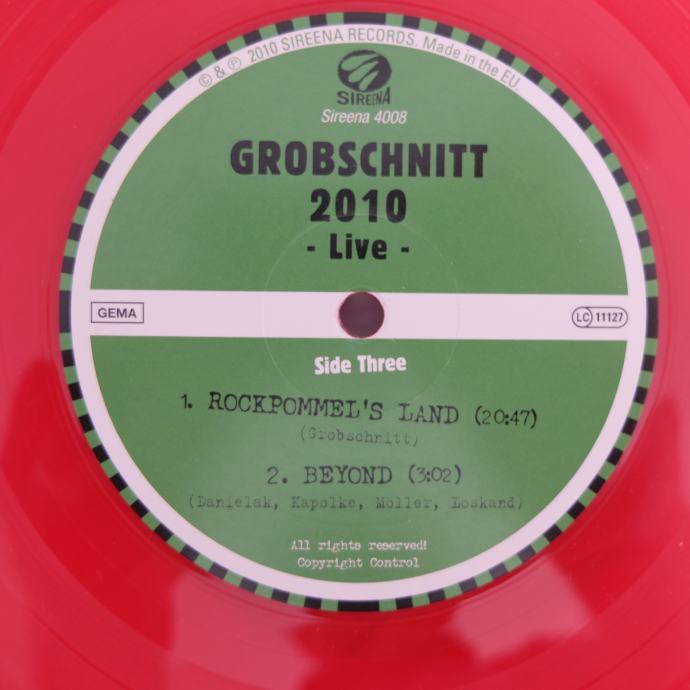 © & ℗ 2010 SIREENA RECORDS. Made in the EU.
SIREENA
Sireena 4008
GROBSCHNITT
2010
- Live -
GEMA
LC 11127
Side Three
1. ROCKPOMMEL'S LAND (20:47)
(Grobschnitt)
2. BEYOND (3:02)
(Danielak, Kapolke, Möller, Loskand)
All rights reserved!
Copyright Control